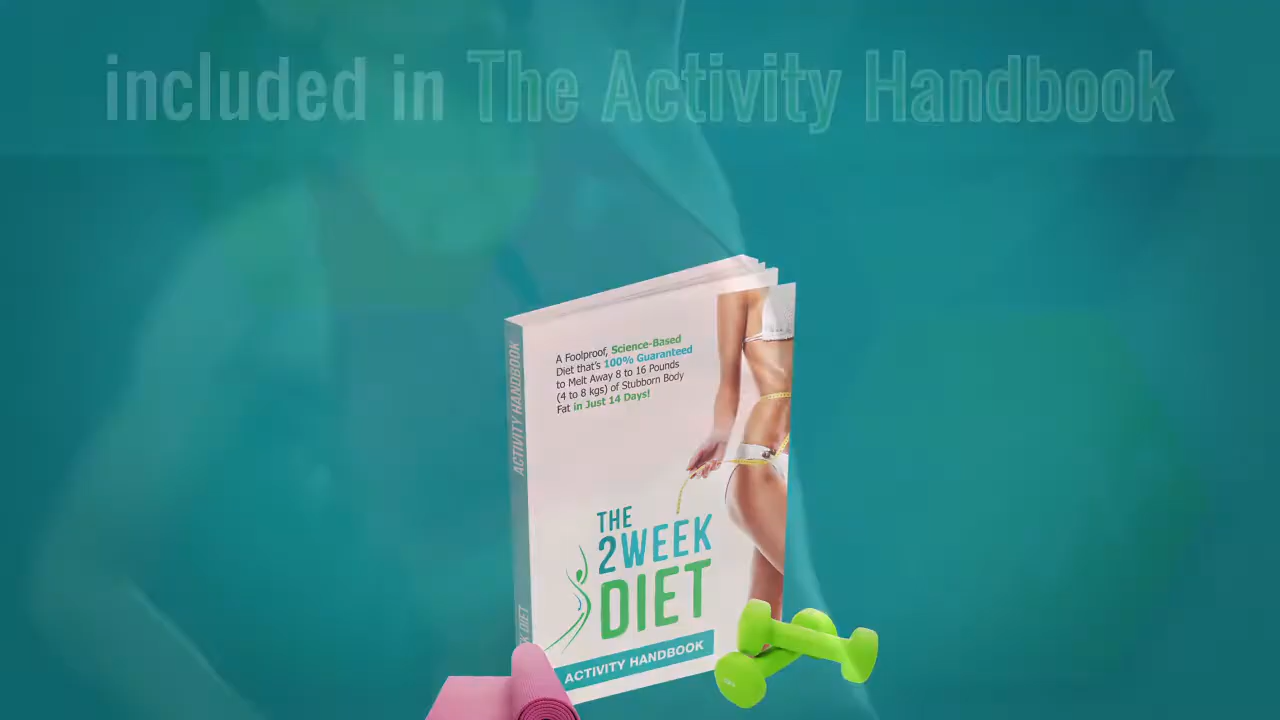 included in The Activity Handbook
A Foolproof, Science-Based
Diet that's 100% Guaranteed
to Melt Away 8 to 16 Pounds
(4 to 8 kgs) of Stubborn Body
Fat in Just 14 Days!
ACTIVITY HANDBOOK
THE
2WEEK
DIET
K DIET
ACTIVITY HANDBOOK